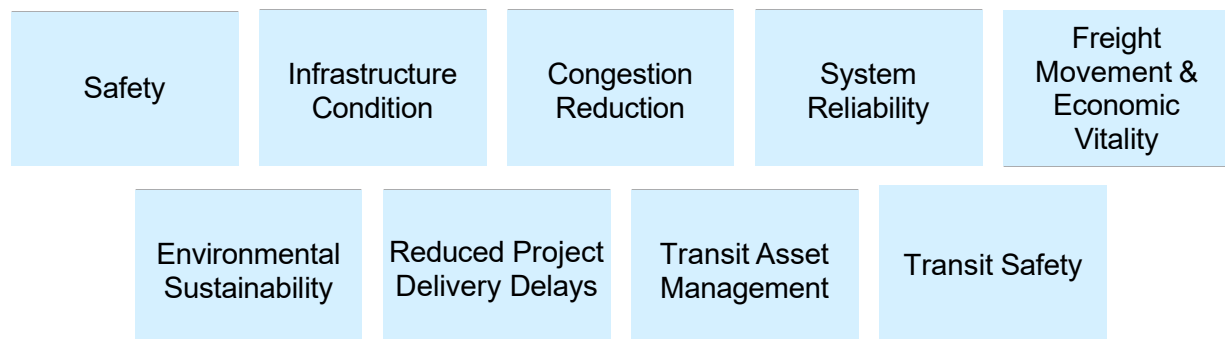 Safety
Infrastructure
Condition
Congestion
Reduction
System
Reliability
Freight
Movement &
Economic
Vitality
Environmental
Sustainability
Reduced Project
Delivery Delays
Transit Asset
Management
Transit Safety